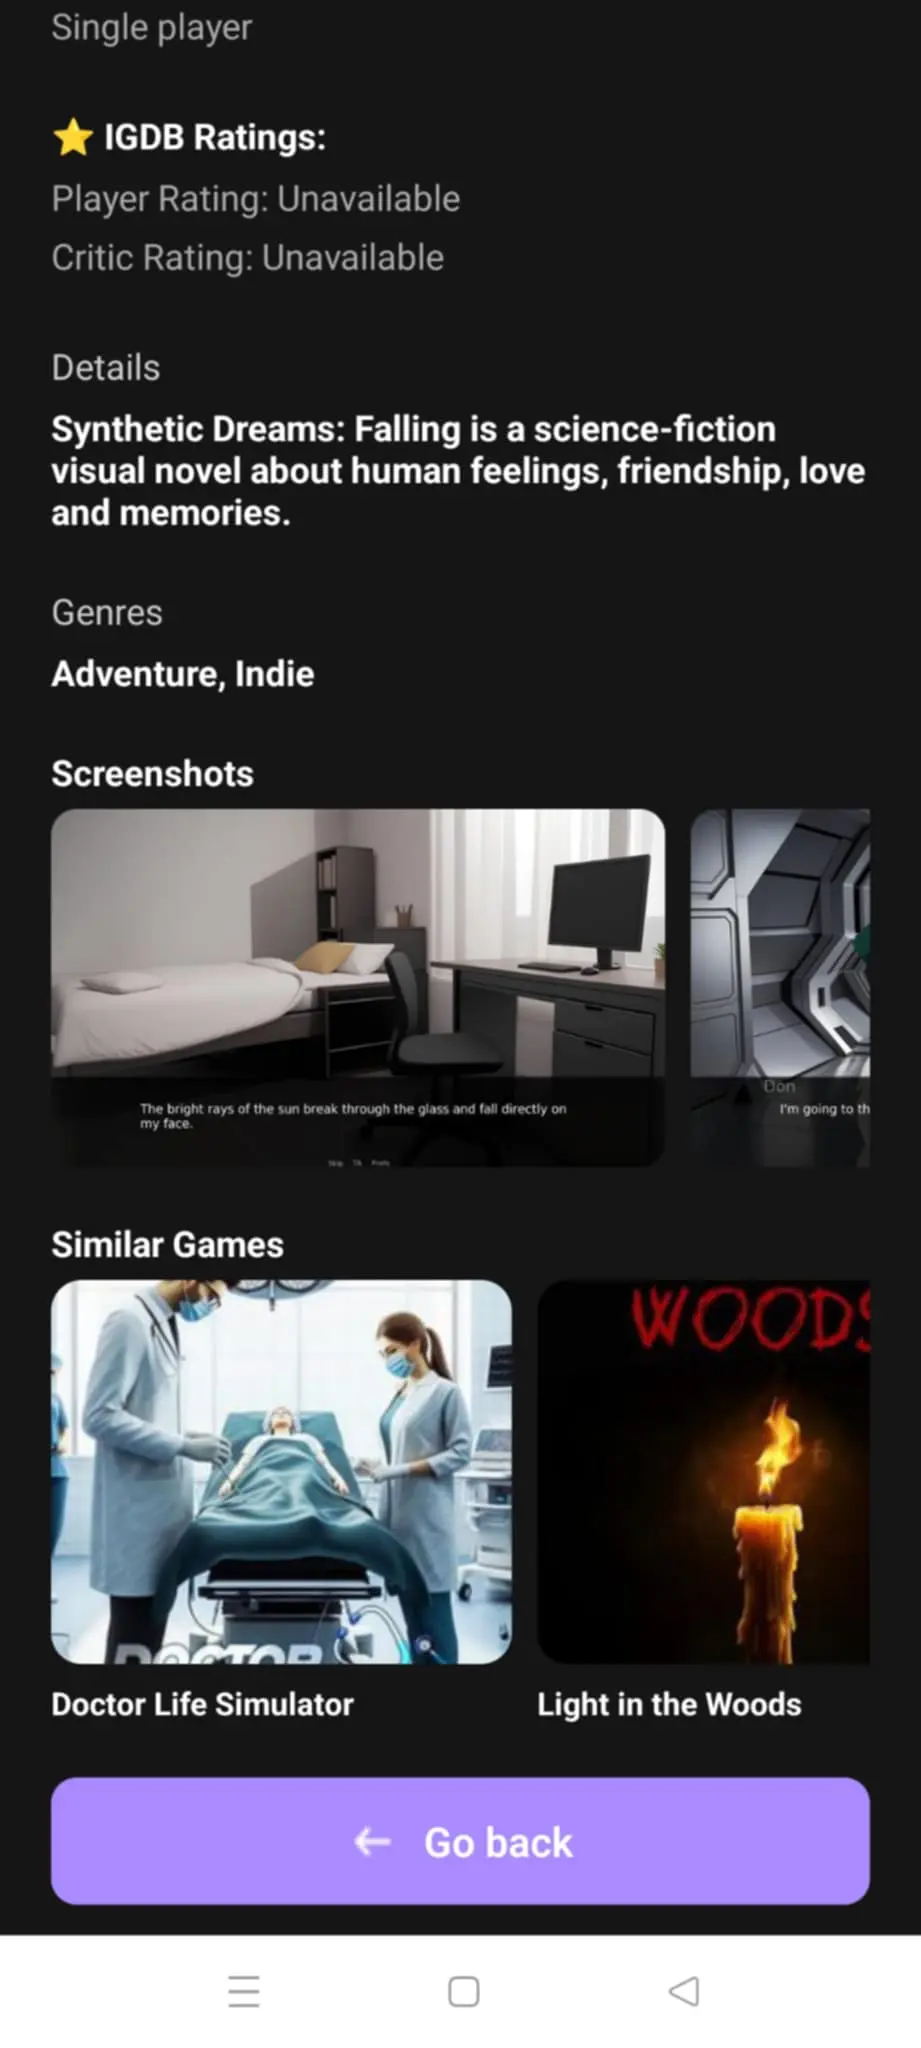 Single player
IGDB Ratings:
Player Rating: Unavailable
Critic Rating: Unavailable
Details
Synthetic Dreams: Falling is a science-fiction
visual novel about human feelings, friendship, love
and memories.
Genres
Adventure, Indie
Screenshots
The bright rays of the sun break through the glass and fall directly on
my face.
Skip
Prefs
Don
I'm going to th
Similar Games
WOODS
DOCTOR
Doctor Life Simulator
Light in the Woods
Go back